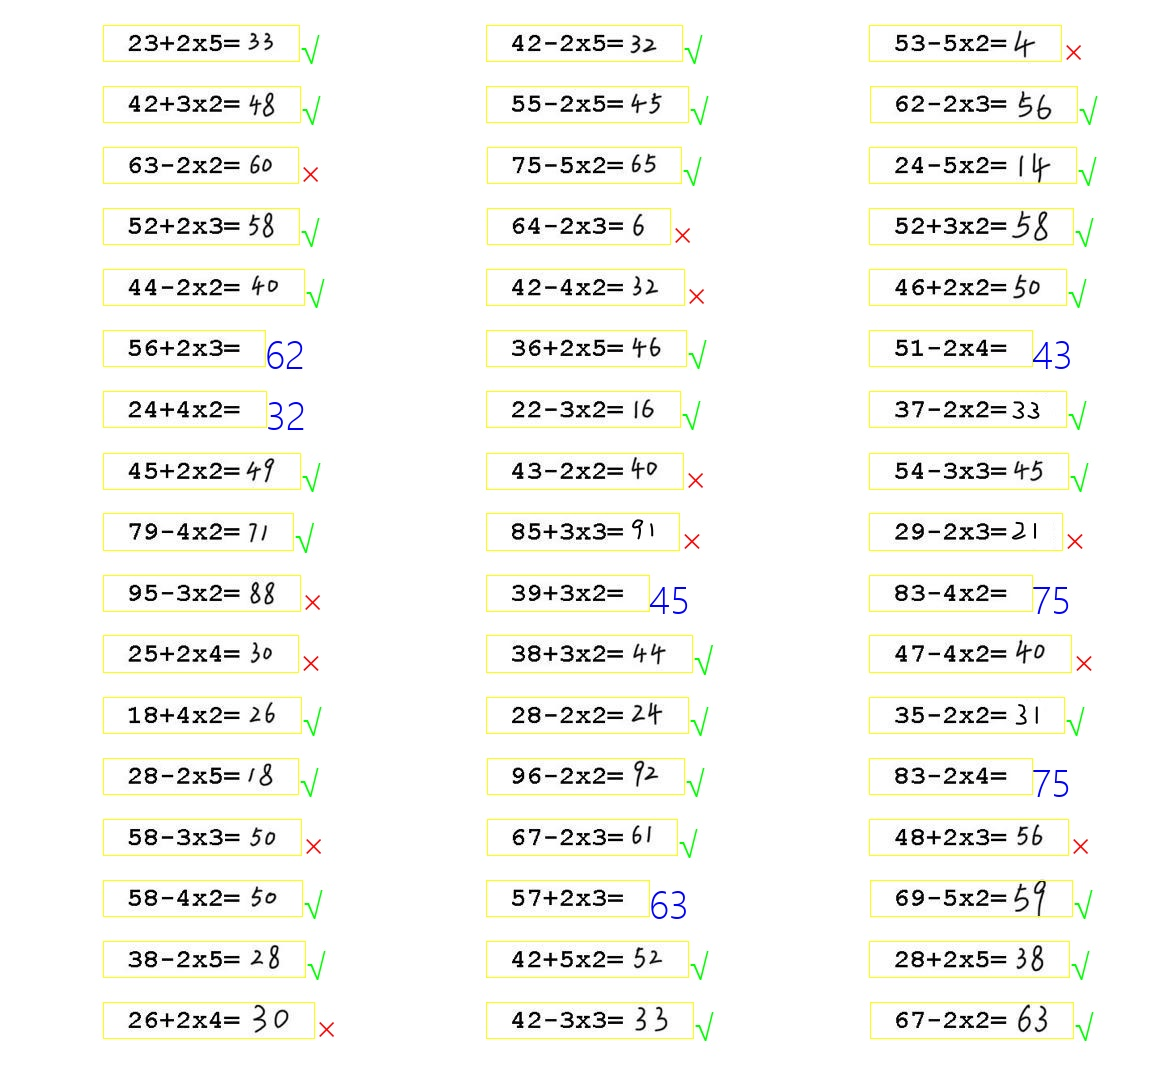 23+2x5= 33 √ 42-2x5= 32 √ 53-5x2= 4 ×
42+3x2= 48 √ 55-2x5= 45 √ 62-2x3= 56 √
63-2x2= 60 × 75-5x2= 65 √ 24-5x2= 14 √
52+2x3= 58 √ 64-2x3= 6 × 52+3x2= 58 √
44-2x2= 40 √ 42-4x2= 32 × 46+2x2= 50 √
56+2x3= 62 36+2x5= 46 √ 51-2x4= 43
24+4x2= 32 22-3x2= 16 √ 37-2x2= 33 √
45+2x2= 49 √ 43-2x2= 40 × 54-3x3= 45 √
79-4x2= 71 √ 85+3x3= 91 × 29-2x3= 21 ×
95-3x2= 88 × 39+3x2= 45 83-4x2= 75
25+2x4= 30 × 38+3x2= 44 √ 47-4x2= 40 ×
18+4x2= 26 √ 28-2x2= 24 √ 35-2x2= 31 √
28-2x5= 18 √ 96-2x2= 92 √ 83-2x4= 75
58-3x3= 50 × 67-2x3= 61 √ 48+2x3= 56 ×
58-4x2= 50 √ 57+2x3= 63 69-5x2= 59 √
38-2x5= 28 √ 42+5x2= 52 √ 28+2x5= 38 √
26+2x4= 30 × 42-3x3= 33 √ 67-2x2= 63 √